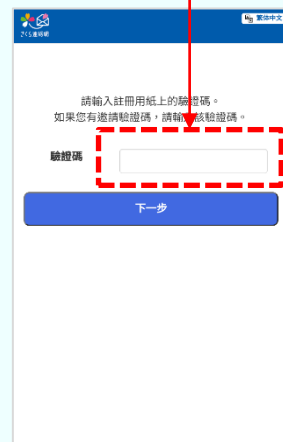 さくら連絡網
繁体中文
請輸入註冊用紙上的驗證碼。
如果您有邀請驗證碼，請輸入該驗證碼。
驗證碼
下一步